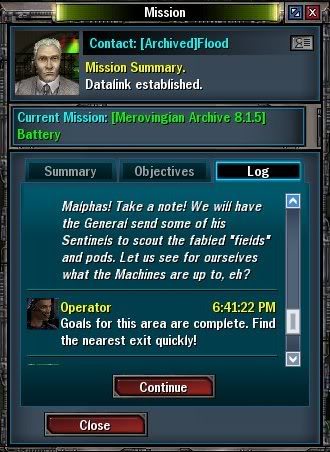 Mission
Contact: [Archived]Flood
Mission Summary.
Datalink established.
Current Mission: [Merovingian Archive 8.1.5]
Battery
Summary
Objectives
Log
Malphas! Take a note! We will have
the General send some of his
Sentinels to scout the fabled "fields"
and pods. Let us see for ourselves
what the Machines are up to, eh?
Operator 6:41:22 PM
Goals for this area are complete. Find
the nearest exit quickly!
Continue
Close